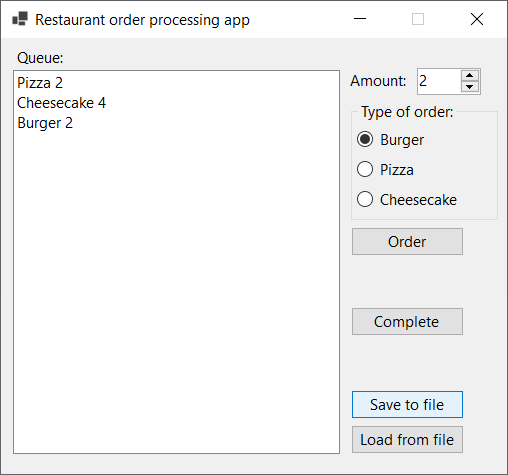 Restaurant order processing app
Queue:
Pizza 2
Cheesecake 4
Burger 2
Amount: 2
Type of order:
Burger
Pizza
Cheesecake
Order
Complete
Save to file
Load from file